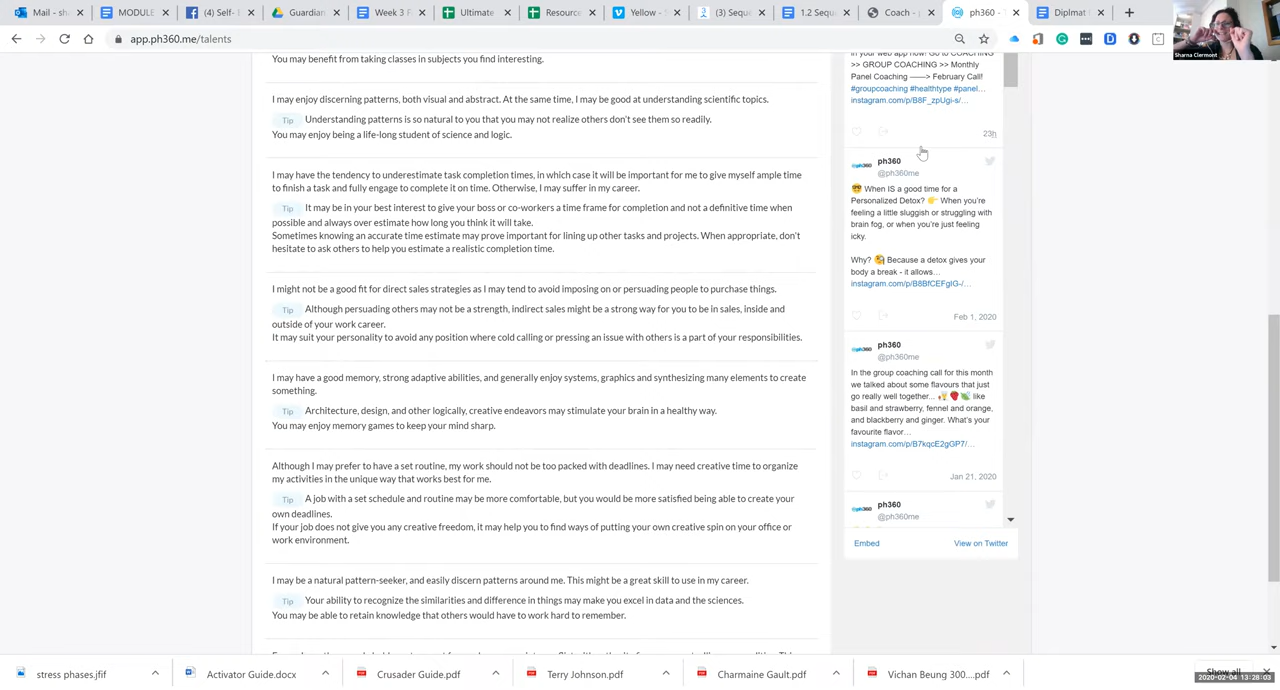 Mail - sha
MODULE
(4) Self-
Guardian
Week 3 F
Ultimate
Resource
Yellow - S
(3) Sequ
1.2 Sequ
Coach - p
ph360 -
Diplmat F
app.ph360.me/talents
Sharna Clermont
You may benefit from taking classes in subjects you find interesting.
I may enjoy discerning patterns, both visual and abstract. At the same time, I may be good at understanding scientific topics.
Tip Understanding patterns is so natural to you that you may not realize others don't see them so readily.
You may enjoy being a life-long student of science and logic.
I may have the tendency to underestimate task completion times, in which case it will be important for me to give myself ample time
to finish a task and fully engage to complete it on time. Otherwise, I may suffer in my career.
Tip It may be in your best interest to give your boss or co-workers a time frame for completion and not a definitive time when
possible and always over estimate how long you think it will take.
Sometimes knowing an accurate time estimate may prove important for lining up other tasks and projects. When appropriate, don't
hesitate to ask others to help you estimate a realistic completion time.
I might not be a good fit for direct sales strategies as I may tend to avoid imposing on or persuading people to purchase things.
Tip Although persuading others may not be a strength, indirect sales might be a strong way for you to be in sales, inside and
outside of your work career.
It may suit your personality to avoid any position where cold calling or pressing an issue with others is a part of your responsibilities.
I may have a good memory, strong adaptive abilities, and generally enjoy systems, graphics and synthesizing many elements to create
something.
Tip Architecture, design, and other logically, creative endeavors may stimulate your brain in a healthy way.
You may enjoy memory games to keep your mind sharp.
Although I may prefer to have a set routine, my work should not be too packed with deadlines. I may need creative time to organize
my activities in the unique way that works best for me.
Tip A job with a set schedule and routine may be more comfortable, but you would be more satisfied being able to create your
own deadlines.
If your job does not give you any creative freedom, it may help you to find ways of putting your own creative spin on your office or
work environment.
I may be a natural pattern-seeker, and easily discern patterns around me. This might be a great skill to use in my career.
Tip Your ability to recognize the similarities and difference in things may make you excel in data and the sciences.
You may be able to retain knowledge that others would have to work hard to remember.
in your web app now! Go to COACHING
>> GROUP COACHING >> Monthly
Panel Coaching ——> February Call!
#groupcoaching #healthtype #panel…
instagram.com/p/B8F_zpUgi-s/…
23h
ph360
@ph360me
🤓 When IS a good time for a
Personalized Detox? 👉 When you're
feeling a little sluggish or struggling with
brain fog, or when you're just feeling
icky.
Why? 🧐 Because a detox gives your
body a break - it allows…
instagram.com/p/B8BfCEFgIG-/…
Feb 1, 2020
ph360
@ph360me
In the group coaching call for this month
we talked about some flavours that just
go really well together... like
basil and strawberry, fennel and orange,
and blackberry and ginger. What's your
favourite flavor…
instagram.com/p/B7kqcE2gGP7/…
Jan 21, 2020
ph360
@ph360me
Embed
View on Twitter
stress phases.jfif
Activator Guide.docx
Crusader Guide.pdf
Terry Johnson.pdf
Charmaine Gault.pdf
Vichan Beung 300....pdf
Show all
2020-02-04 13:28:03